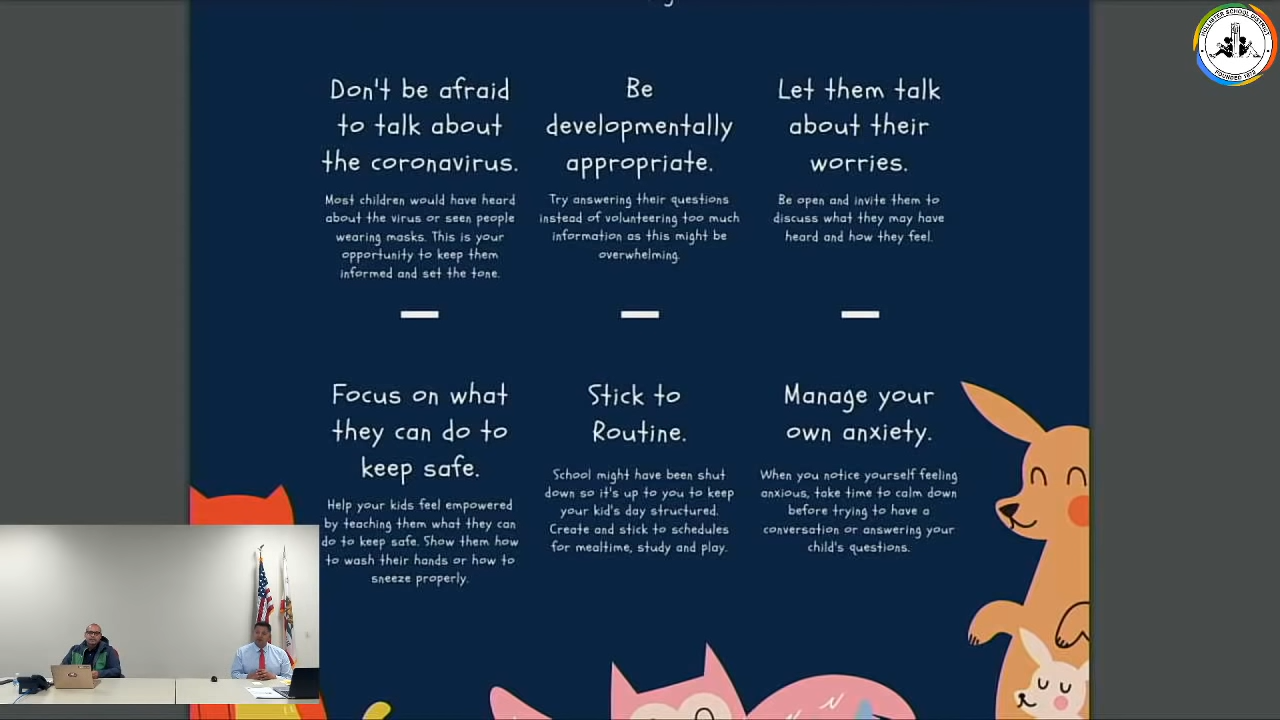 Don't be afraid
to talk about
the coronavirus.
Most children would have heard
about the virus or seen people
wearing masks. This is your
opportunity to keep them
informed and set the tone.
Be
developmentally
appropriate.
Try answering their questions
instead of volunteering too much
information as this might be
overwhelming.
Let them talk
about their
worries.
Be open and invite them to
discuss what they may have
heard and how they feel.
Focus on what
they can do to
keep safe.
Help your kids feel empowered
by teaching them what they can
do to keep safe. Show them how
to wash their hands or how to
sneeze properly.
Stick to
Routine.
School might have been shut
down so it's up to you to keep
your kid's day structured.
Create and stick to schedules
for mealtime, study and play.
Manage your
own anxiety.
When you notice yourself feeling
anxious, take time to calm down
before trying to have a
conversation or answering your
child's questions.
HOLLISTER SCHOOL DISTRICT